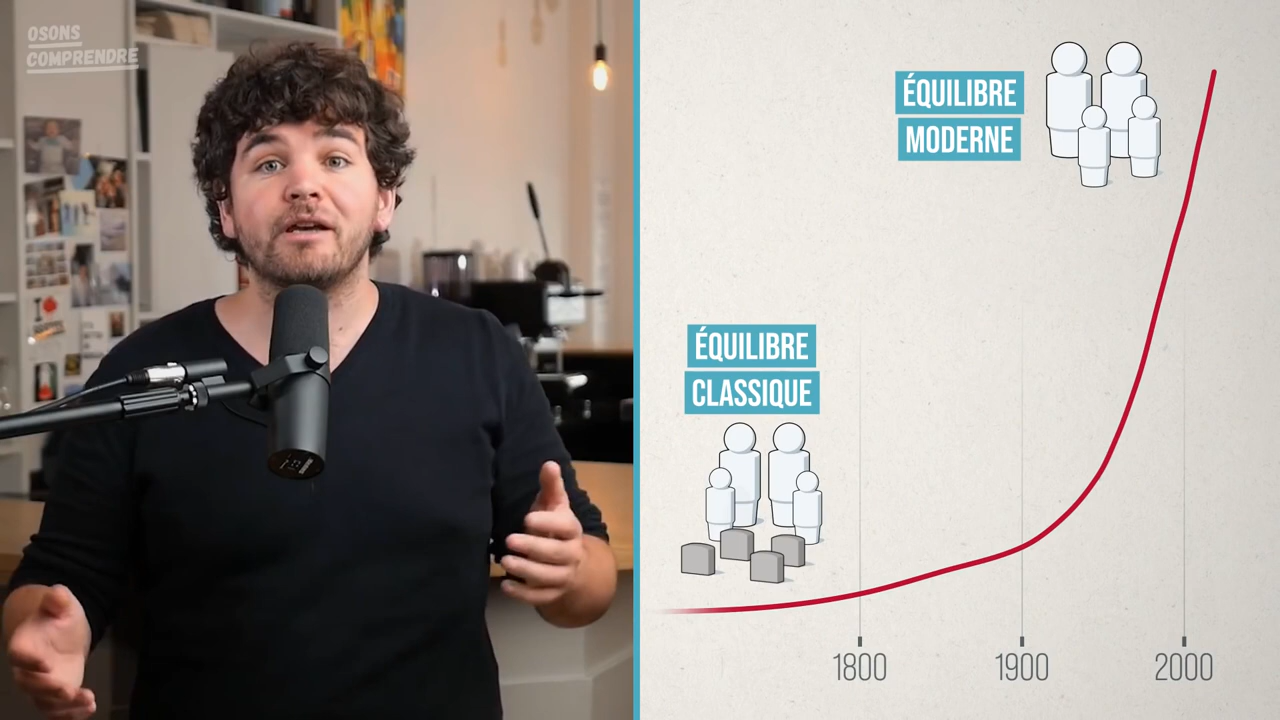 OSONS
COMPRENDRE
ÉQUILIBRE
MODERNE
ÉQUILIBRE
CLASSIQUE
1800
1900
2000